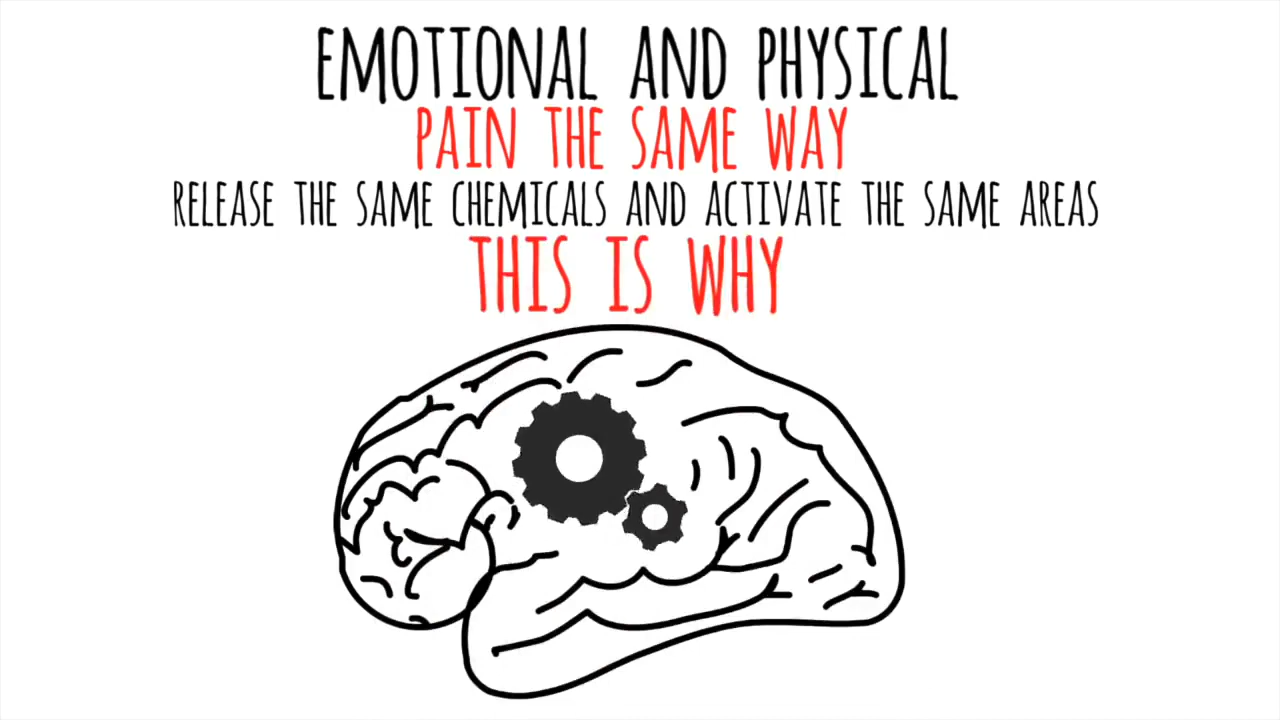 EMOTIONAL AND PHYSICAL
PAIN THE SAME WAY
RELEASE THE SAME CHEMICALS AND ACTIVATE THE SAME AREAS
THIS IS WHY